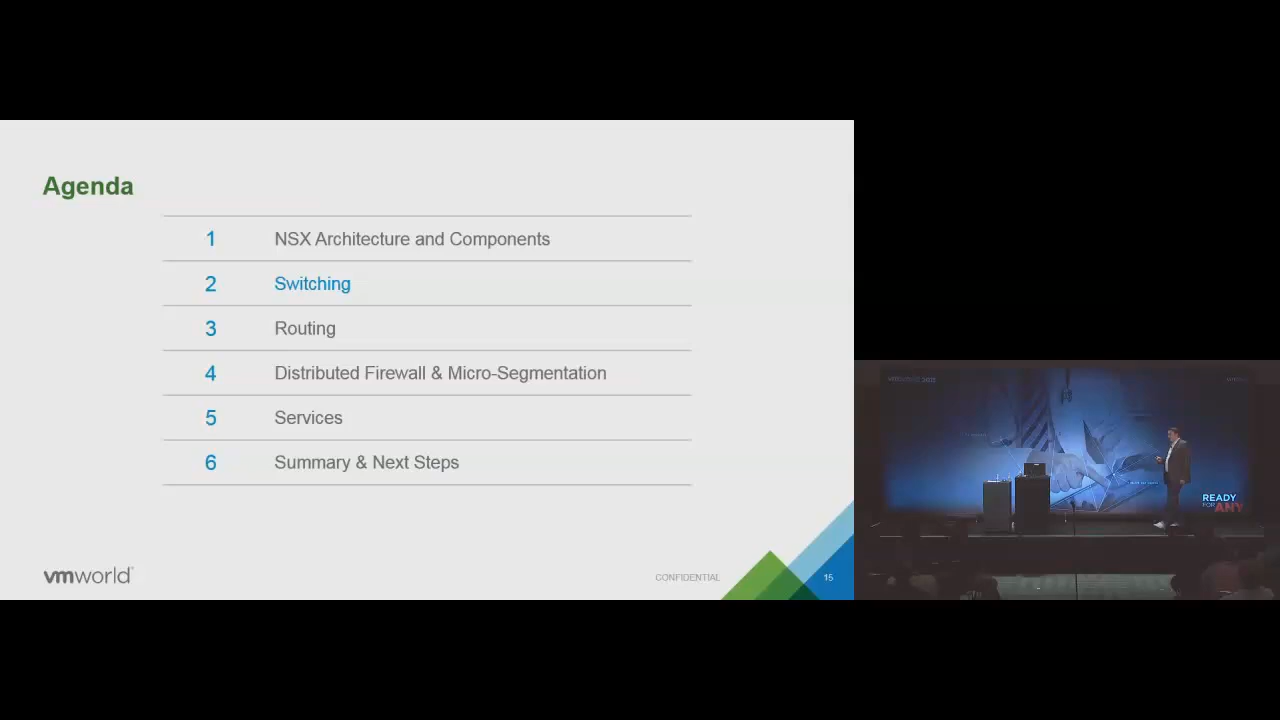 Agenda
1 NSX Architecture and Components
2 Switching
3 Routing
4 Distributed Firewall & Micro-Segmentation
5 Services
6 Summary & Next Steps
vmworld
CONFIDENTIAL
15
READY
FOR ANY